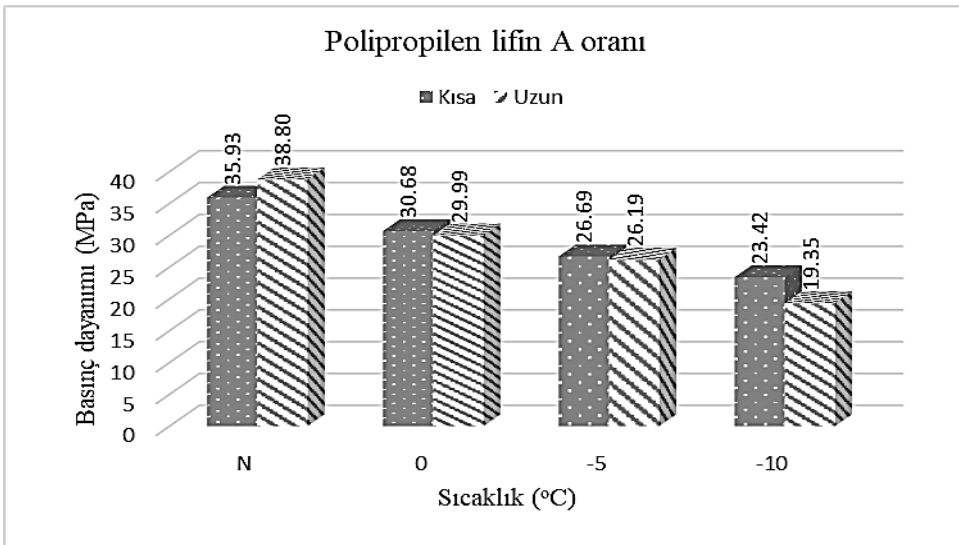 Polipropilen lifin A oranı
Kısa Uzun
35.93 38.80 30.68 29.99 26.69 26.19 23.42 19.35
Basınç dayanımı (MPa)
40
35
30
25
20
15
10
5
0
N 0 -5 -10
Sıcaklık (°C)